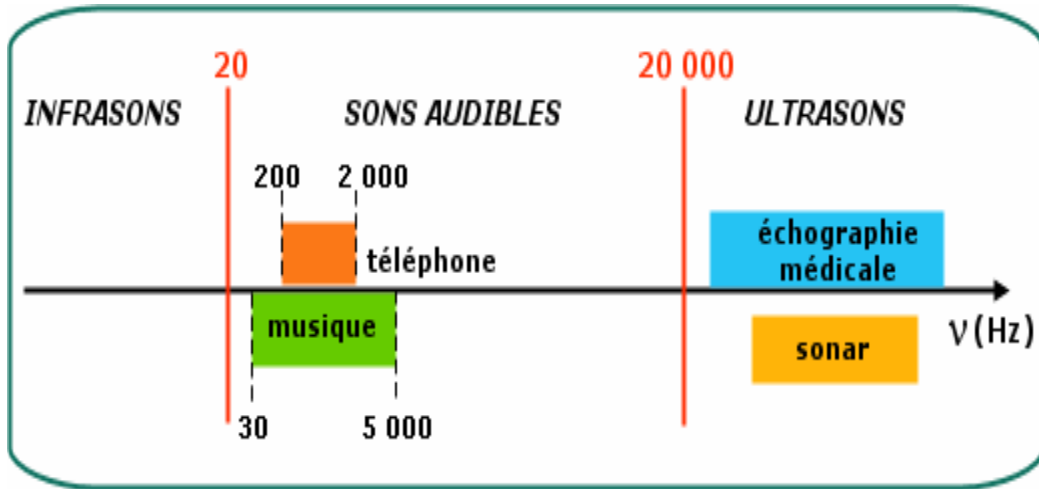 20
20 000
INFRASONS
SONS AUDIBLES
ULTRASONS
200
2 000
téléphone
échographie
médicale
musique
sonar
ν (Hz)
30
5 000